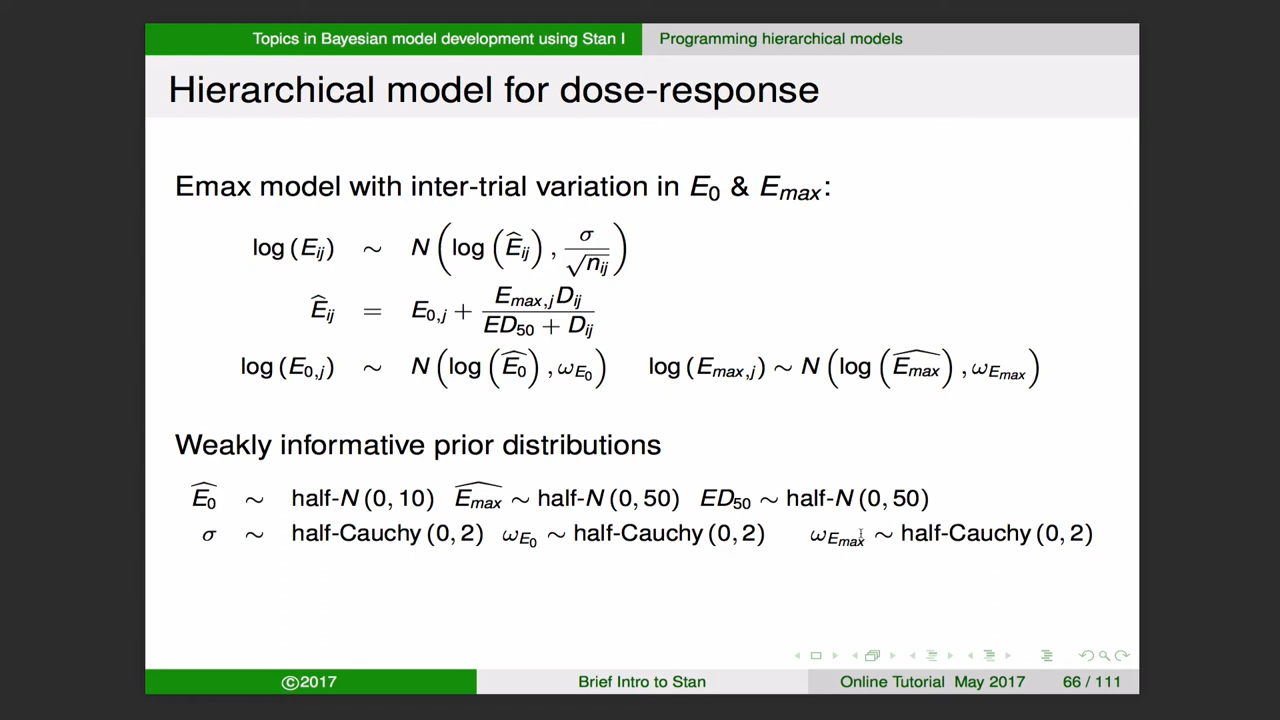 Topics in Bayesian model development using Stan I Programming hierarchical models
Hierarchical model for dose-response
Emax model with inter-trial variation in E₀ & Eₘₐₓ:
log (Eᵢⱼ) ~ N (log (Êᵢⱼ), σ / √nᵢⱼ)
Êᵢⱼ = E₀,ⱼ + Eₘₐₓ,ⱼDᵢⱼ / (ED₅₀ + Dᵢⱼ)
log (E₀,ⱼ) ~ N (log (Ê₀), ω_E₀) log (Eₘₐₓ,ⱼ) ~ N (log (Êₘₐₓ), ω_Eₘₐₓ)
Weakly informative prior distributions
Ê₀ ~ half-N (0, 10) Êₘₐₓ ~ half-N (0, 50) ED₅₀ ~ half-N (0, 50)
σ ~ half-Cauchy (0, 2) ω_E₀ ~ half-Cauchy (0, 2) ω_Eₘₐₓ ~ half-Cauchy (0, 2)
©2017 Brief Intro to Stan Online Tutorial May 2017 66 / 111